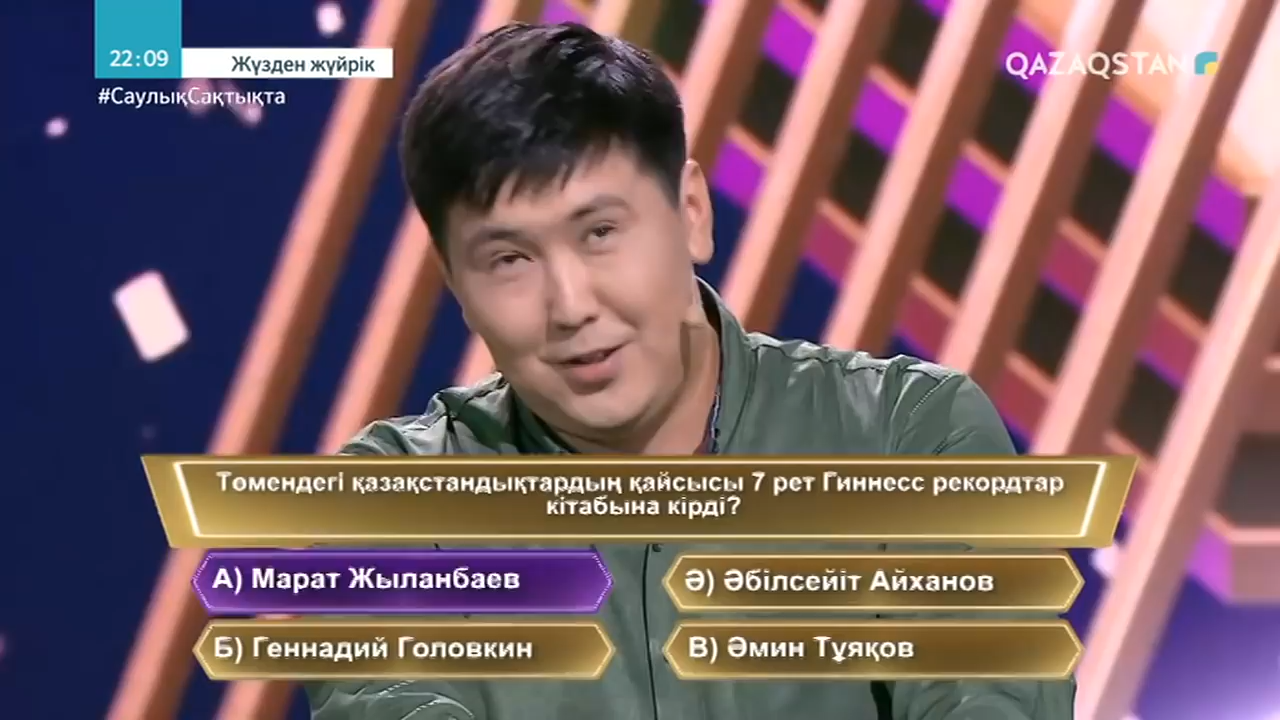 22:09
Жүзден жүйрік
QAZAQSTAN
#СаулықСақтықта
Төмендегі қазақстандықтардың қайсысы 7 рет Гиннесс рекордтар
кітабына кірді?
А) Марат Жыланбаев
Ә) Әбілсейіт Айханов
Б) Геннадий Головкин
В) Әмин Тұяқов